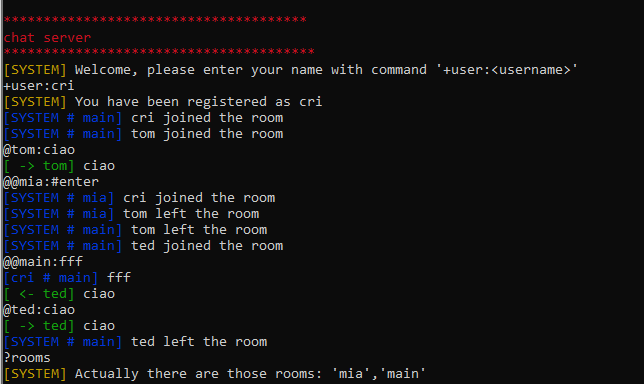 **************************************
chat server
***************************************
[SYSTEM] Welcome, please enter your name with command '+user:<username>'
+user:cri
[SYSTEM] You have been registered as cri
[SYSTEM # main] cri joined the room
[SYSTEM # main] tom joined the room
@tom:ciao
[ -> tom] ciao
@@mia:#enter
[SYSTEM # mia] cri joined the room
[SYSTEM # mia] tom left the room
[SYSTEM # main] tom left the room
[SYSTEM # main] ted joined the room
@@main:fff
[cri # main] fff
[ <- ted] ciao
@ted:ciao
[ -> ted] ciao
[SYSTEM # main] ted left the room
?rooms
[SYSTEM] Actually there are those rooms: 'mia','main'